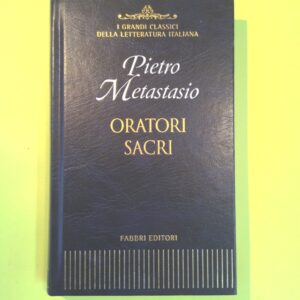 I GRANDI CLASSICI
DELLA LETTERATURA ITALIANA
Pietro
Metastasio
ORATORI
SACRI
FABBRI EDITORI